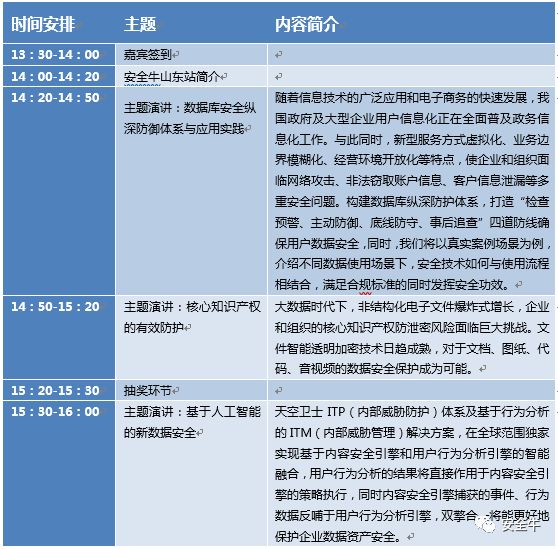 时间安排 主题 内容简介
13：30-14：00 嘉宾签到
14：00-14：20 安全牛山东站简介
14：20-14：50
主题演讲：数据库安全纵
深防御体系与应用实践
随着信息技术的广泛应用和电子商务的快速发展，我
国政府及大型企业用户信息化正在全面普及政务信
息化工作。与此同时，新型服务方式虚拟化、业务边
界模糊化、经营环境开放化等特点，使企业和组织面
临网络攻击、非法窃取账户信息、客户信息泄漏等多
重安全问题。构建数据库纵深防护体系，打造“检查
预警、主动防御、底线防守、事后追查”四道防线确
保用户数据安全，同时，我们将以真实案例场景为例，
介绍不同数据使用场景下，安全技术如何与使用流程
相结合，满足合规标准的同时发挥安全功效。
14：50-15：20
主题演讲：核心知识产权
的有效防护
大数据时代下，非结构化电子文件爆炸式增长，企业
和组织的核心知识产权防泄密风险面临巨大挑战。文
件智能透明加密技术日趋成熟，对于文档、图纸、代
码、音视频的数据安全保护成为可能。
15：20-15：30 抽奖环节
15：30-16：00
主题演讲：基于人工智能
的新数据安全
天空卫士 ITP（内部威胁防护）体系及基于行为分析
的 ITM（内部威胁管理）解决方案，在全球范围独家
实现基于内容安全引擎和用户行为分析引擎的智能
融合，用户行为分析的结果将直接作用于内容安全引
擎的策略执行，同时内容安全引擎捕获的事件、行为
数据反哺于用户行为分析引擎，双擎合一将能更好地
保护企业数据资产安全。
安全牛